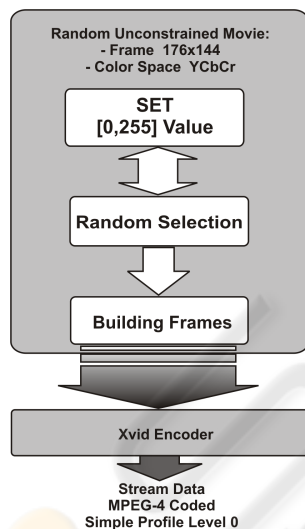 Random Unconstrained Movie:
- Frame 176x144
- Color Space YCbCr
SET
[0,255] Value
Random Selection
Building Frames
Xvid Encoder
Stream Data
MPEG-4 Coded
Simple Profile Level 0